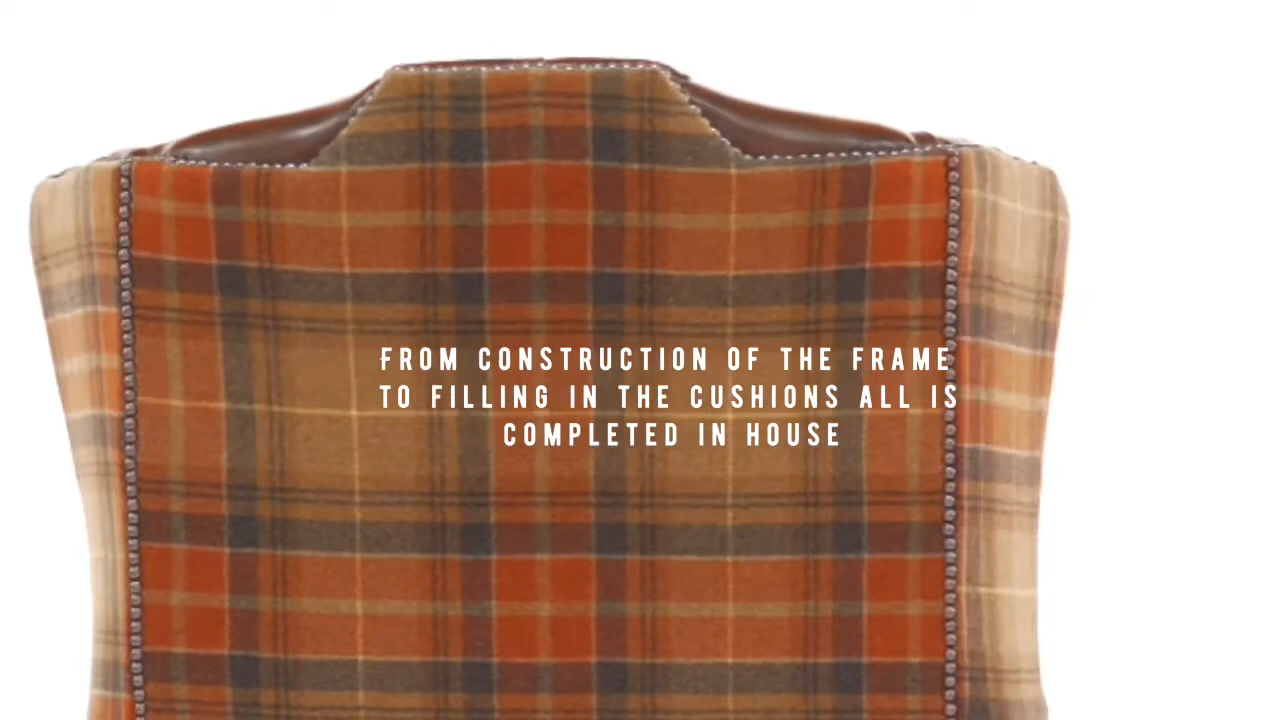 FROM CONSTRUCTION OF THE FRAME
TO FILLING IN THE CUSHIONS ALL IS
COMPLETED IN HOUSE